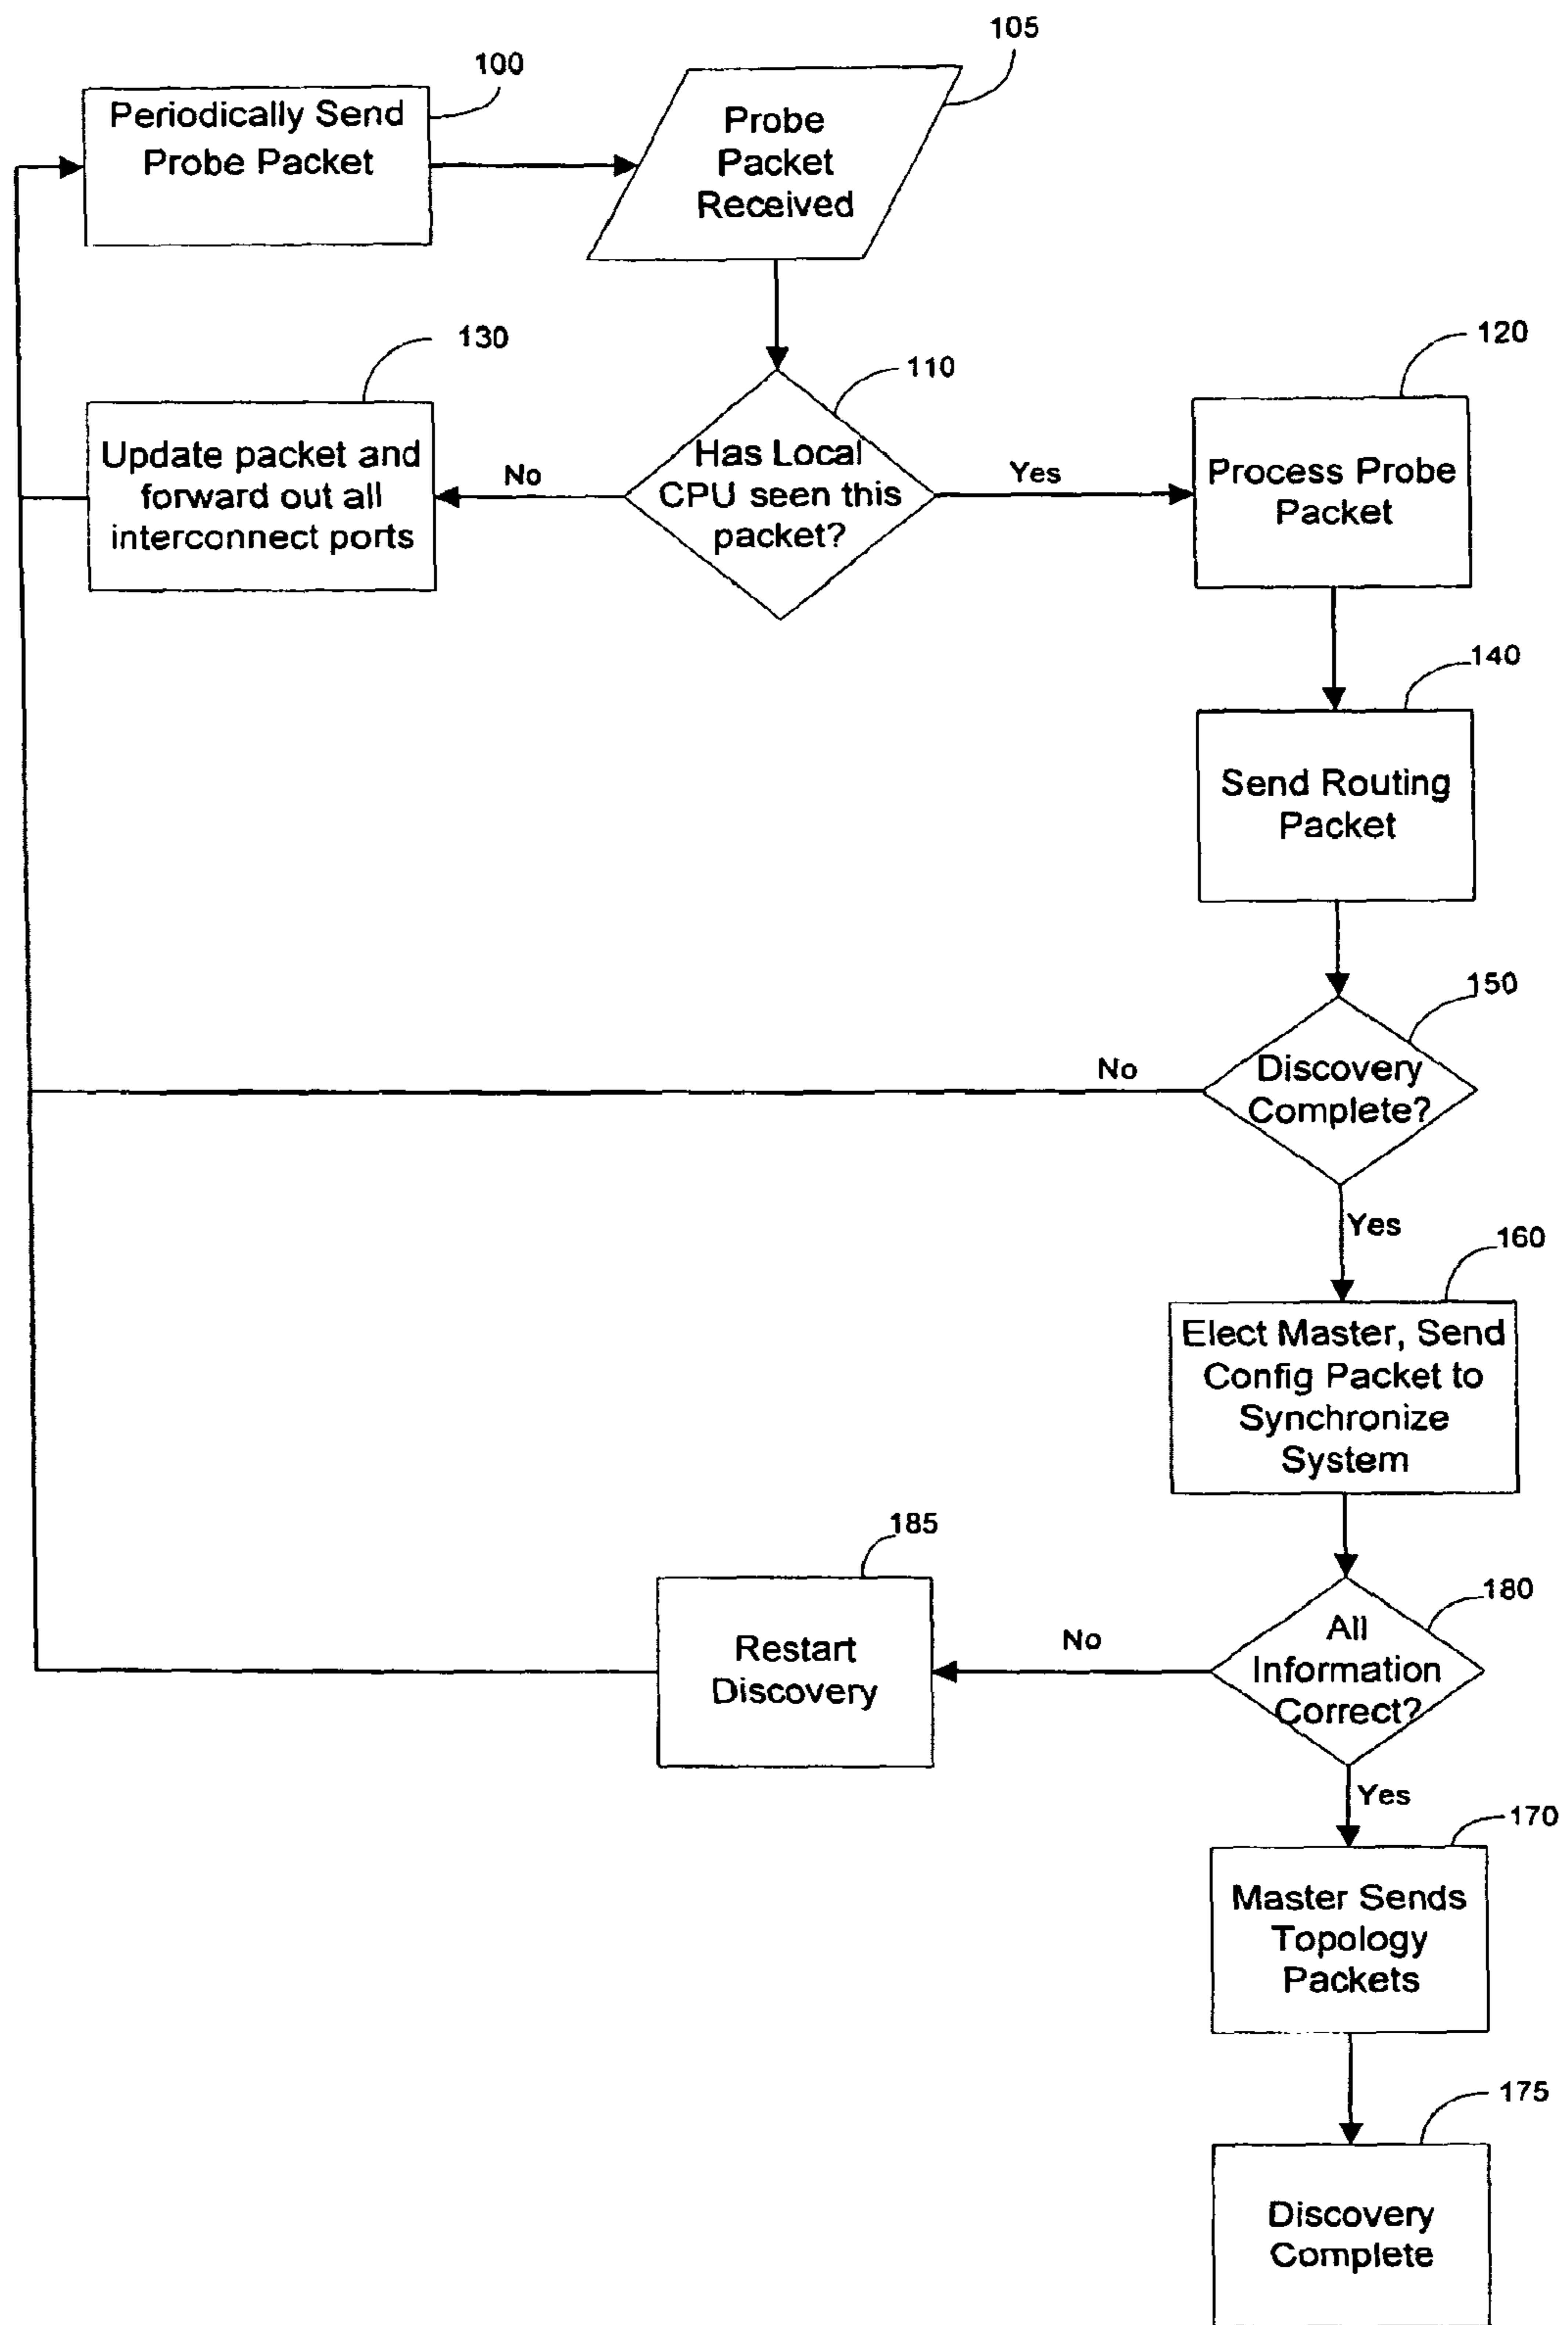 105
100
Periodically Send
Probe Packet
Probe
Packet
Received
130
110
120
Update packet and
forward out all
interconnect ports
No
Has Local
CPU seen this
packet?
Yes
Process Probe
Packet
140
Send Routing
Packet
150
No
Discovery
Complete?
Yes
160
Elect Master, Send
Config Packet to
Synchronize
System
185
180
Restart
Discovery
No
All
Information
Correct?
Yes
170
Master Sends
Topology
Packets
175
Discovery
Complete